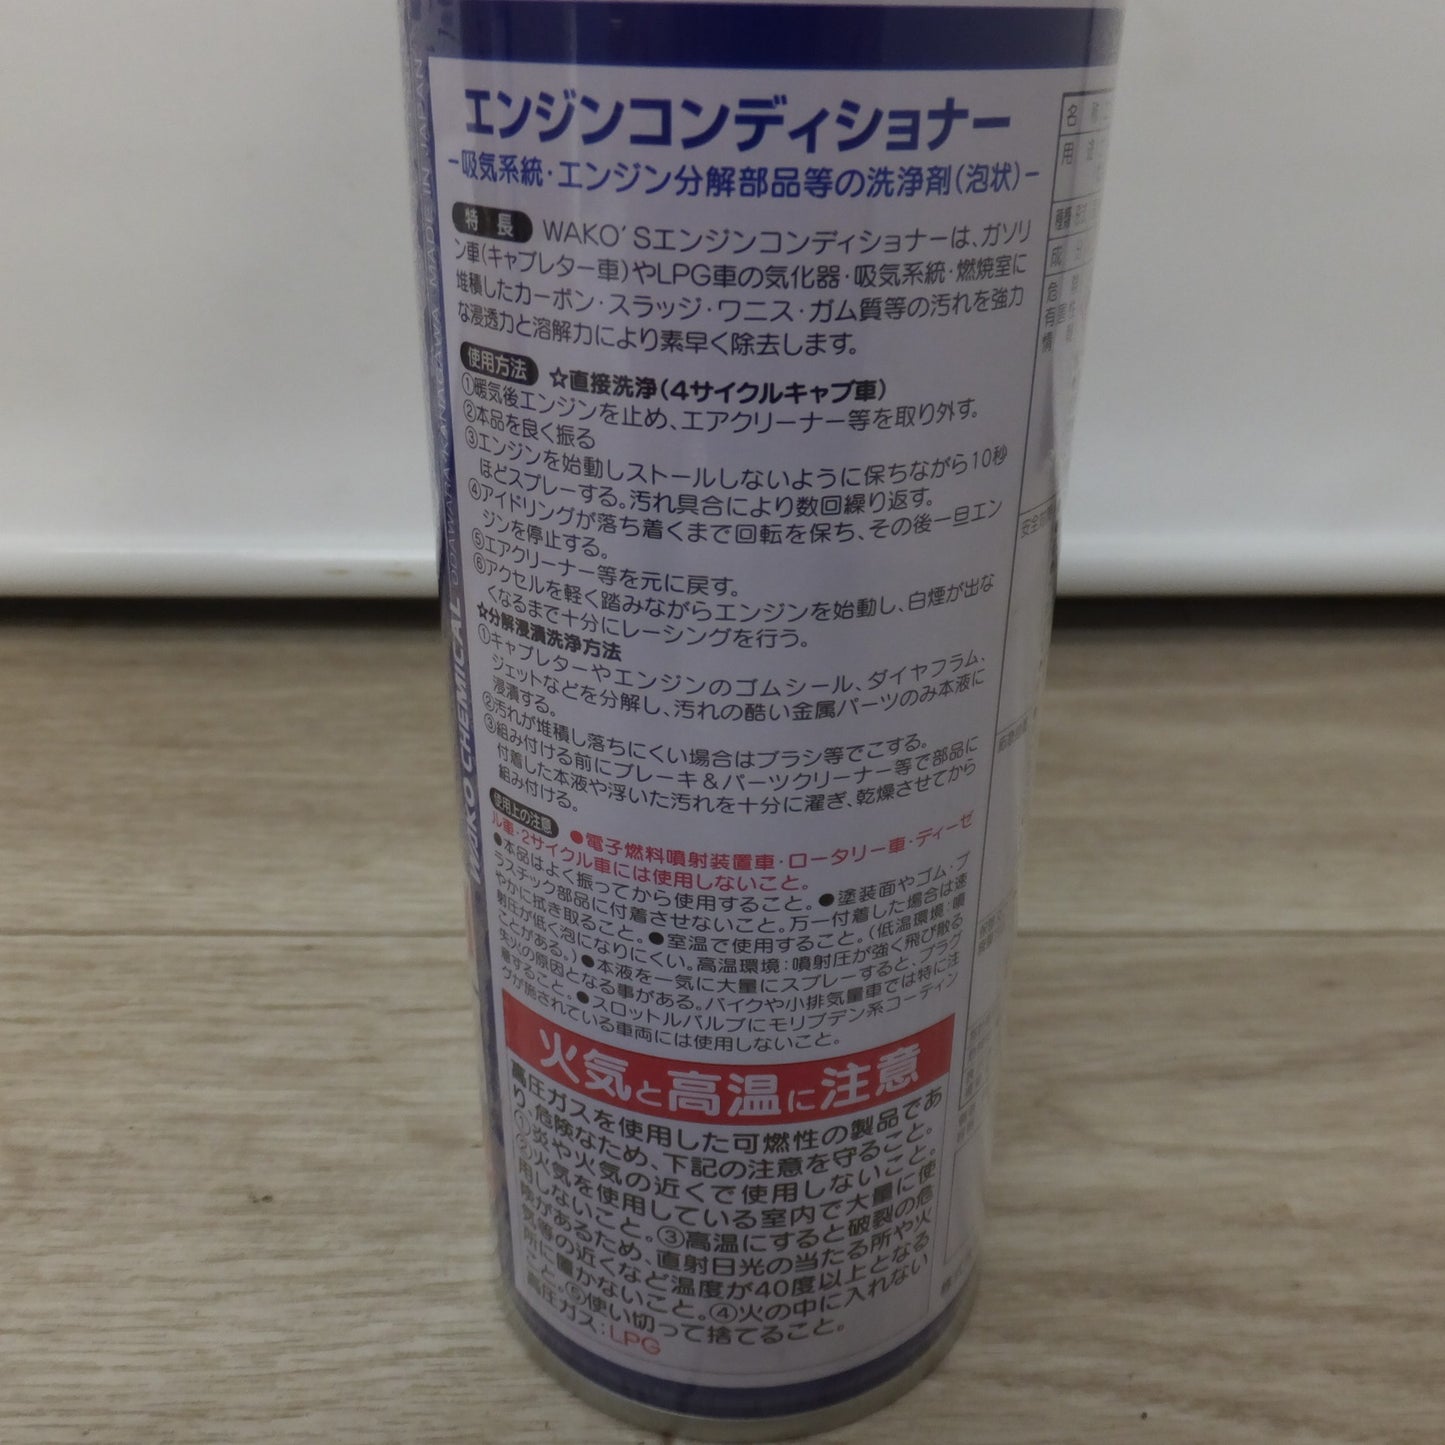 エンジンコンディショナー
-吸気系統・エンジン分解部品等の洗浄剤(泡状)-
特長 WAKO'Sエンジンコンディショナーは、ガソリ
ン車(キャブレター車)やLPG車の気化器・吸気系統・燃焼室に
堆積したカーボン・スラッジ・ワニス・ガム質等の汚れを強力
な浸透力と溶解力により素早く除去します。
使用方法 ☆直接洗浄(4サイクルキャブ車)
①暖気後エンジンを止め、エアクリーナー等を取り外す。
②本品を良く振る
③エンジンを始動しストールしないように保ちながら10秒
ほどスプレーする。汚れ具合により数回繰り返す。
④アイドリングが落ち着くまで回転を保ち、その後一旦エン
ジンを停止する。
⑤エアクリーナー等を元に戻す。
⑥アクセルを軽く踏みながらエンジンを始動し、白煙が出な
くなるまで十分にレーシングを行う。
☆分解浸漬洗浄方法
①キャブレターやエンジンのゴムシール、ダイヤフラム、
ジェットなどを分解し、汚れの酷い金属パーツのみ本液に
浸漬する。
②汚れが堆積し落ちにくい場合はブラシ等でこする。
③組み付ける前にブレーキ&パーツクリーナー等で部品に
付着した本液や浮いた汚れを十分に濯ぎ、乾燥させてから
組み付ける。
使用上の注意 ●電子燃料噴射装置車・ロータリー車・ディーゼ
ル車・2サイクル車には使用しないこと。
●本品はよく振ってから使用すること。●塗装面やゴム・プ
ラスチック部品に付着させないこと。万一付着した場合は速
やかに拭き取ること。●室温で使用すること。(低温環境:噴
射圧が低く泡になりにくい。高温環境:噴射圧が強く飛び散る
ことがある。)●本液を一気に大量にスプレーすると、プラグ
失火の原因となる事がある。バイクや小排気量車では特に注
意すること。●スロットルバルブにモリブデン系コーティン
グが施されている車両には使用しないこと。
火気と高温に注意
高圧ガスを使用した可燃性の製品であ
り、危険なため、下記の注意を守ること。
①炎や火気の近くで使用しないこと。
②火気を使用している室内で大量に使
用しないこと。③高温にすると破裂の危
険があるため、直射日光の当たる所や火
気等の近くなど温度が40度以上となる
所に置かないこと。④火の中に入れない
こと。⑤使い切って捨てること。
高圧ガス:LPG
WAKO CHEMICAL ODAWARA・KANAGAWA MADE IN JAPAN
名
用
成